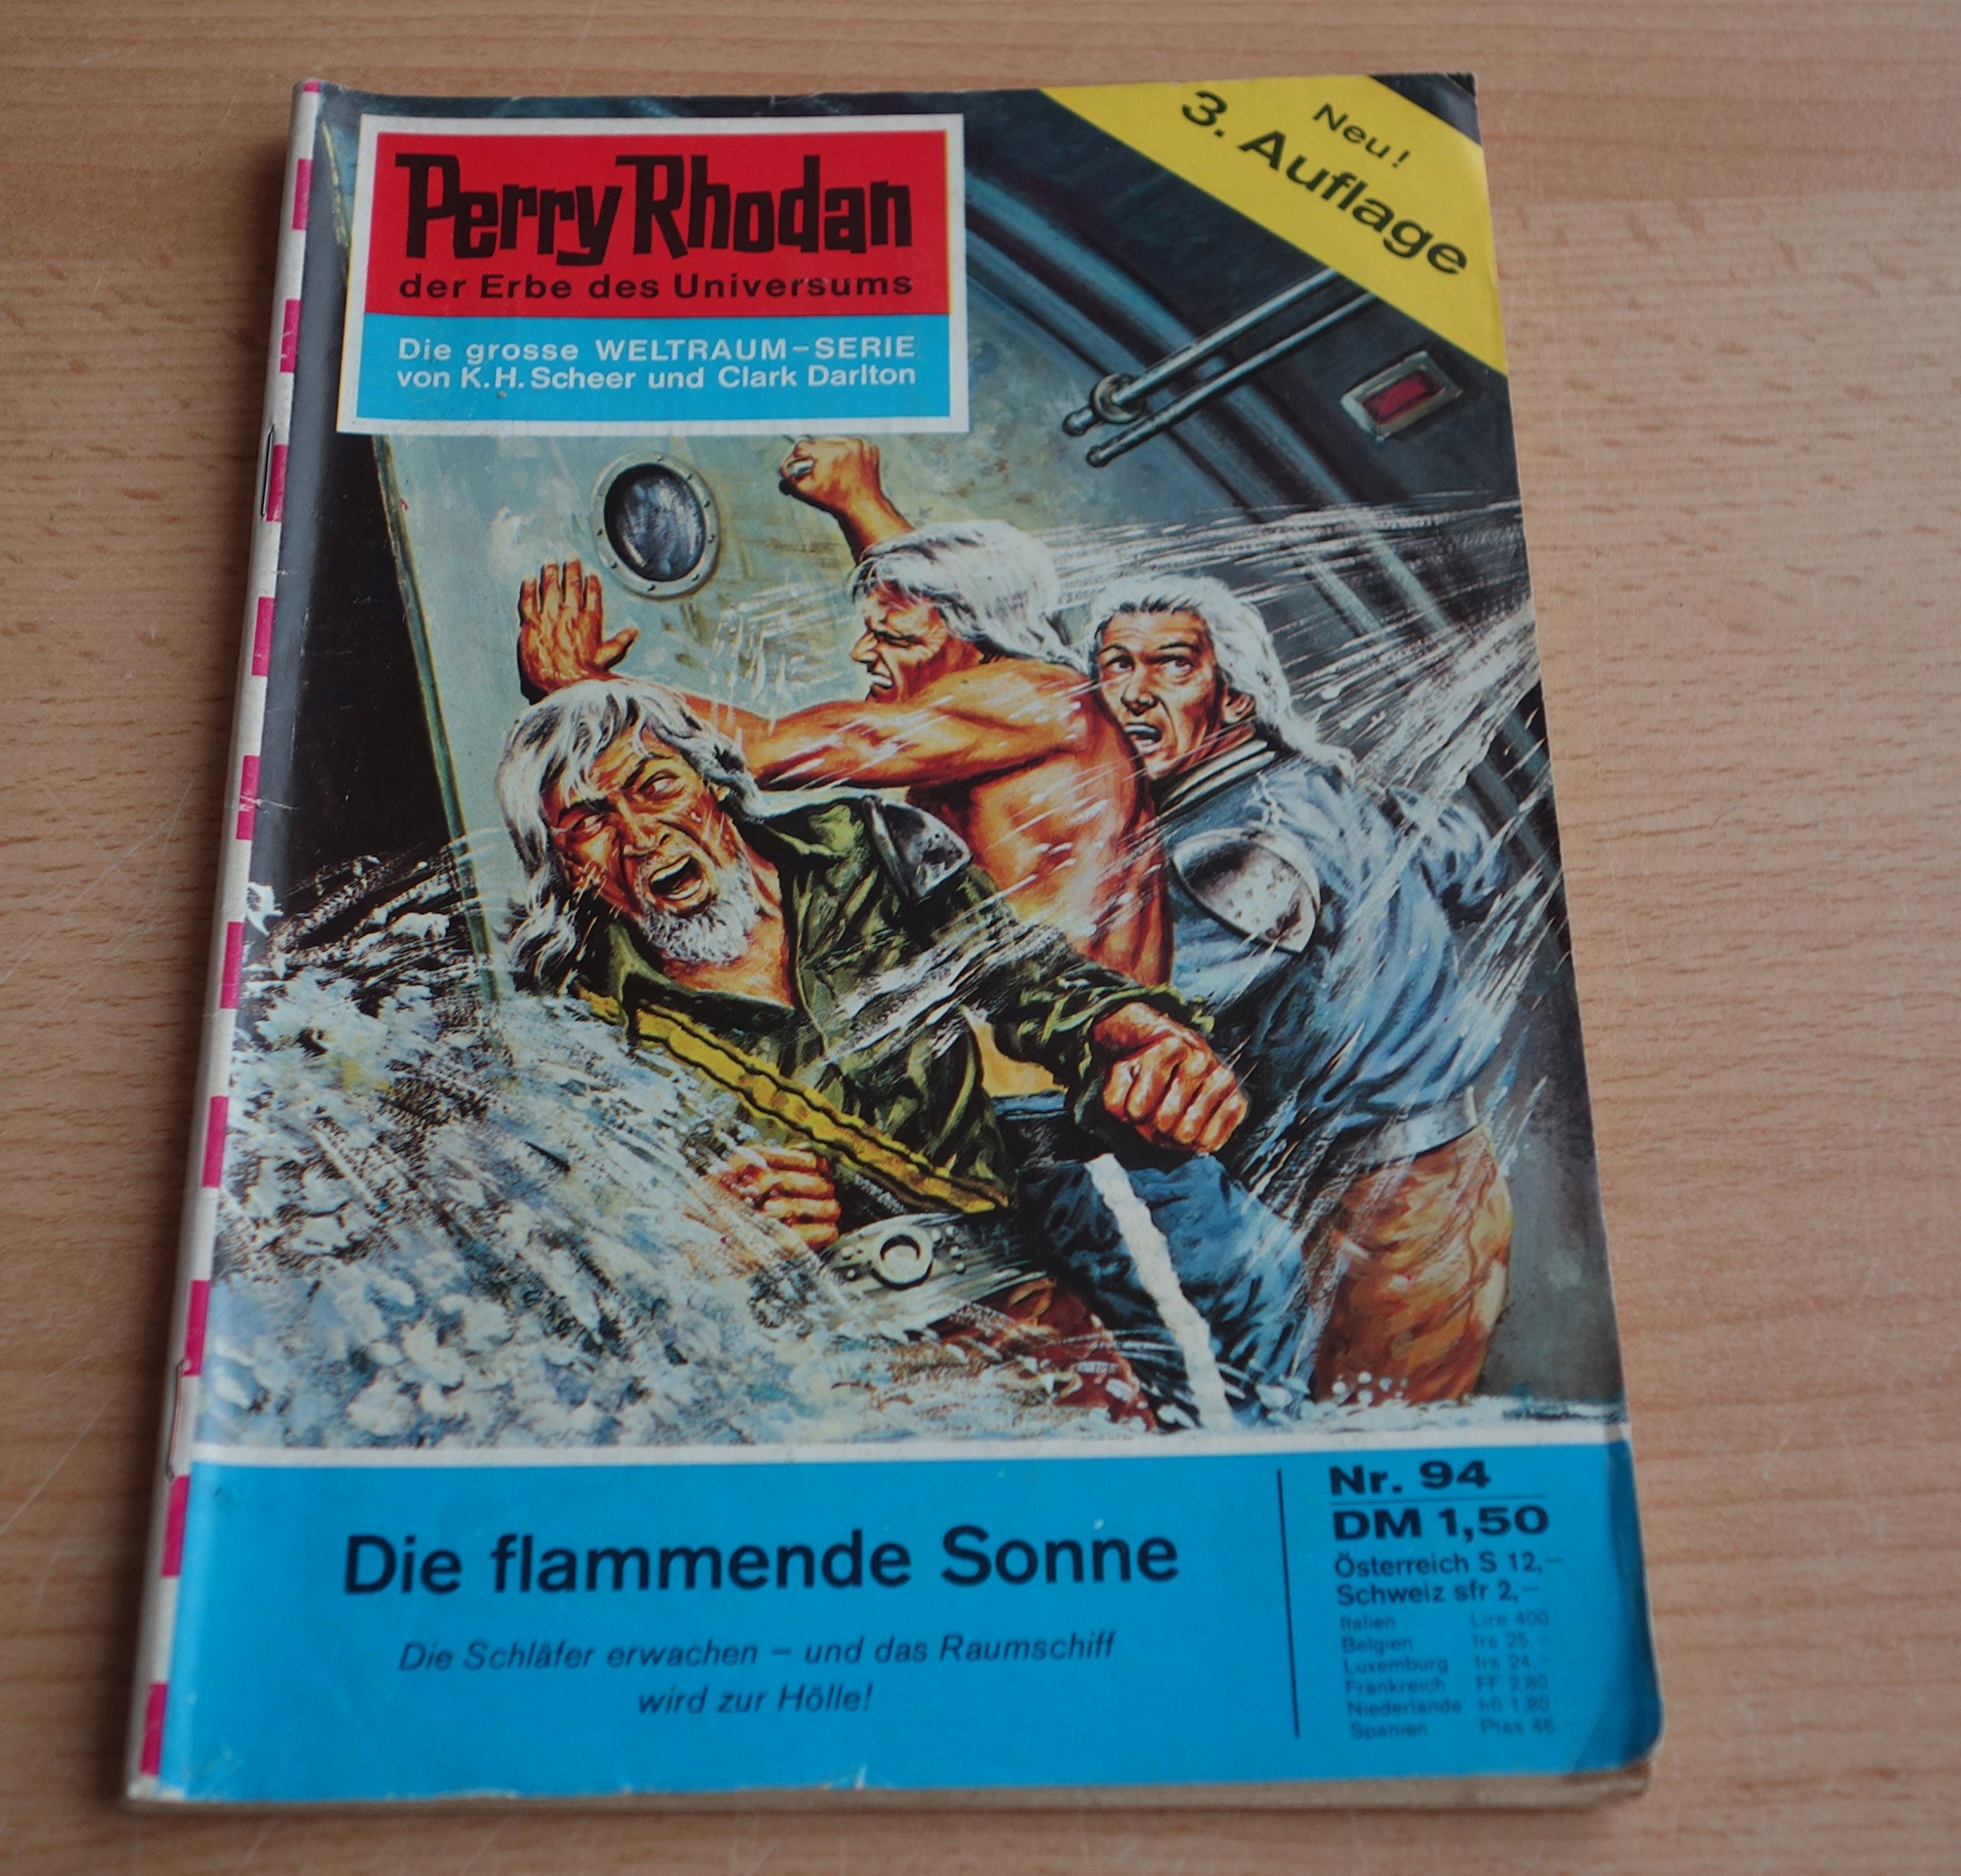 Neu!
3. Auflage
Perry Rhodan
der Erbe des Universums
Die grosse WELTRAUM-SERIE
von K.H. Scheer und Clark Darlton
Die flammende Sonne
Die Schläfer erwachen – und das Raumschiff
wird zur Hölle!
Nr. 94
DM 1,50
Österreich S 12,–
Schweiz sfr 2,–
Italien Lire 400
Belgien frs 25.–
Luxemburg frs 24.–
Frankreich FF 2.80
Niederlande hfl 1.80
Spanien Ptas 46.–